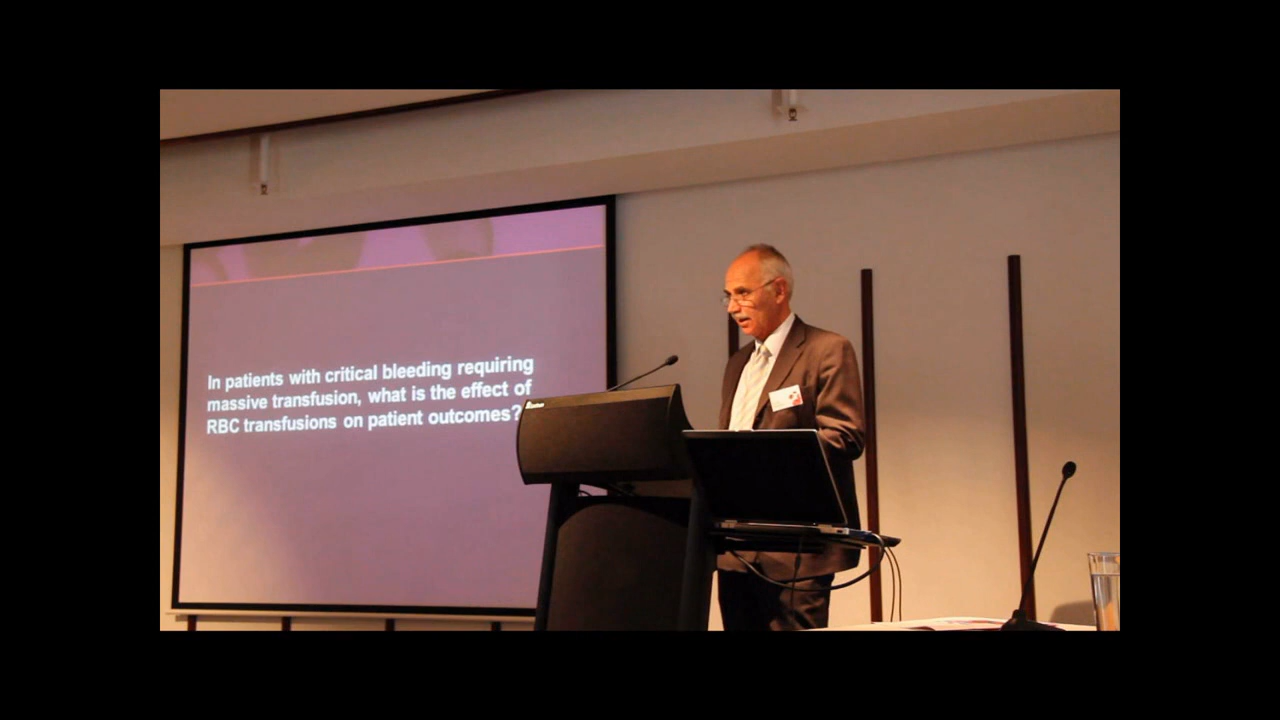 In patients with critical bleeding requiring
massive transfusion, what is the effect of
RBC transfusions on patient outcomes?